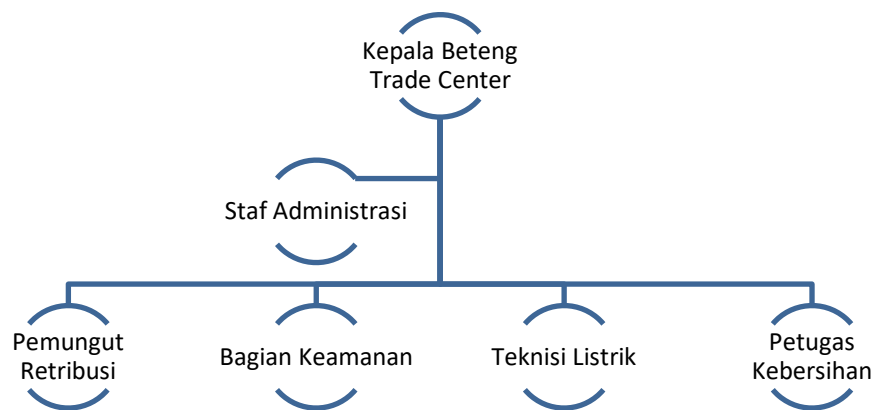 Kepala Beteng
Trade Center
Staf Administrasi
Pemungut
Retribusi
Bagian Keamanan
Teknisi Listrik
Petugas
Kebersihan